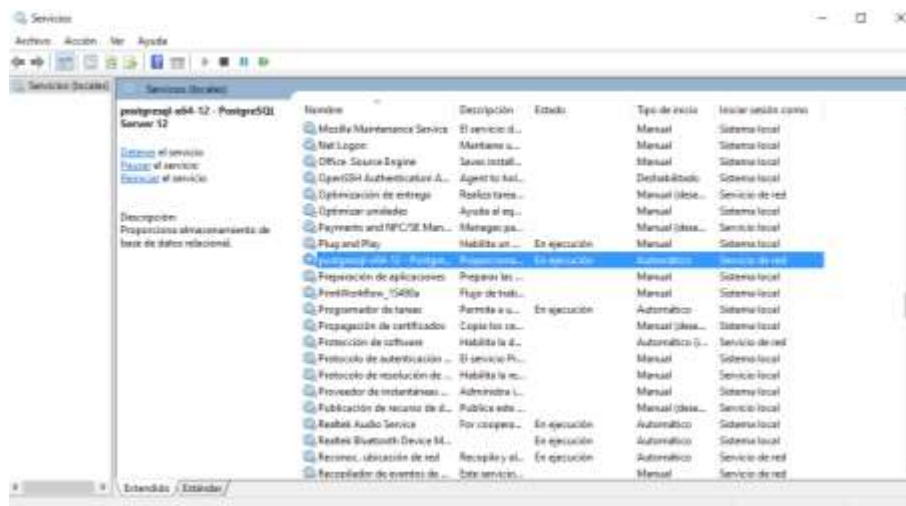 Servicios
Archivo Acción Ver Ayuda
Servicios (locales)
Servicios (locales)
postgresql-x64-12 - PostgreSQL
Server 12
Detener el servicio
Pausar el servicio
Reiniciar el servicio
Descripción:
Proporciona almacenamiento de
base de datos relacional.
Nombre Descripción Estado Tipo de inicio Iniciar sesión como
Mozilla Maintenance Service El servicio d... Manual Sistema local
Net Logon Mantiene u... Manual Sistema local
Office Source Engine Saves install... Manual Sistema local
OpenSSH Authentication A... Agent to hol... Deshabilitado Sistema local
Optimización de entrega Realiza tarea... Manual (dese... Servicio de red
Optimizar unidades Ayuda al eq... Manual Sistema local
Payments and NFC/SE Man... Manages pa... Manual (dese... Servicio local
Plug and Play Habilita un ... En ejecución Manual Sistema local
postgresql-x64-12 - Postgre... Proporciona... En ejecución Automático Servicio de red
Preparación de aplicaciones Prepara las ... Manual Sistema local
PrintWorkflow_15490a Flujo de trab... Manual Sistema local
Programador de tareas Permite a u... En ejecución Automático Sistema local
Propagación de certificados Copia los ce... Manual (dese... Sistema local
Protección de software Habilita la d... Automático (i... Servicio de red
Protocolo de autenticación ... El servicio Pr... Manual Sistema local
Protocolo de resolución de ... Habilita la re... Manual Servicio local
Proveedor de instantáneas ... Administra l... Manual Sistema local
Publicación de recurso de d... Publica este ... Manual (dese... Servicio local
Realtek Audio Service For coopera... En ejecución Automático Sistema local
Realtek Bluetooth Device M... En ejecución Automático Sistema local
Reconoc. ubicación de red Recopila y al... En ejecución Automático Servicio de red
Recopilador de eventos de ... Este servicio... Manual Servicio de red
Extendido Estándar